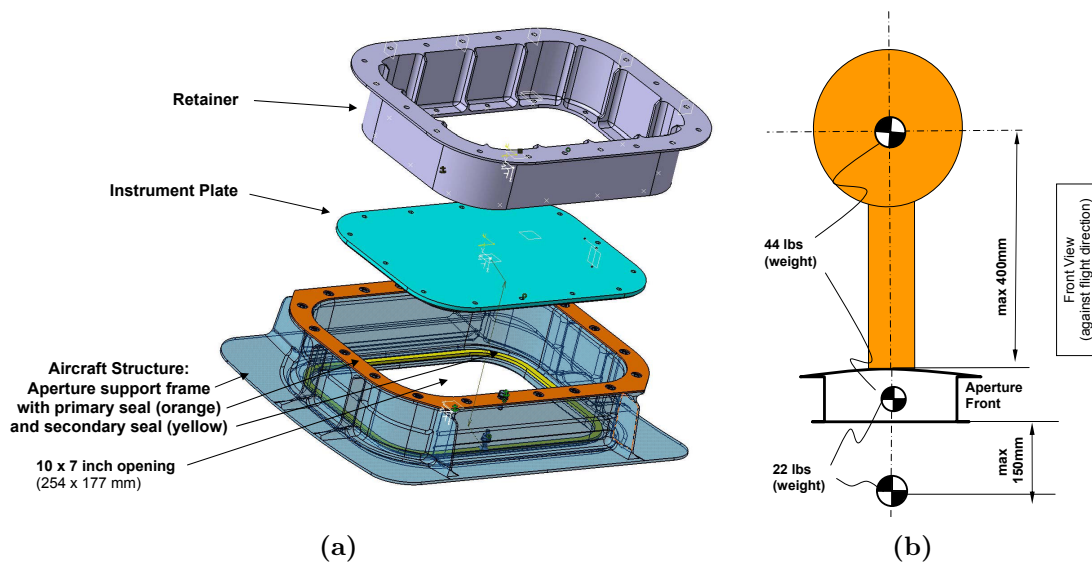 Retainer
Instrument Plate
Aircraft Structure:
Aperture support frame
with primary seal (orange)
and secondary seal (yellow)
10 x 7 inch opening
(254 x 177 mm)
(a)
44 lbs
(weight)
max 400mm
Front View
(against flight direction)
Aperture
Front
22 lbs
(weight)
max
150mm
(b)